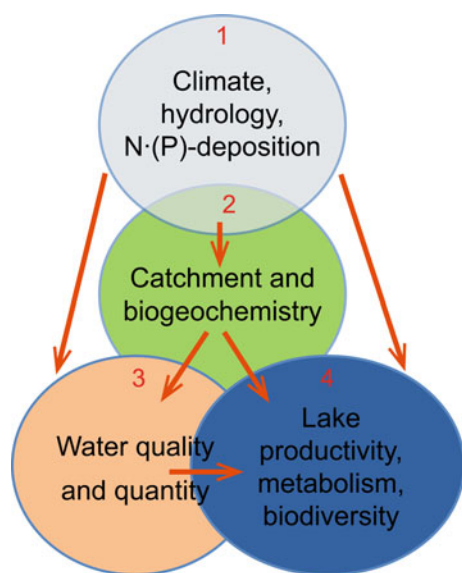 1
Climate,
hydrology,
N·(P)-deposition
2
Catchment and
biogeochemistry
3
Water quality
and quantity
4
Lake
productivity,
metabolism,
biodiversity